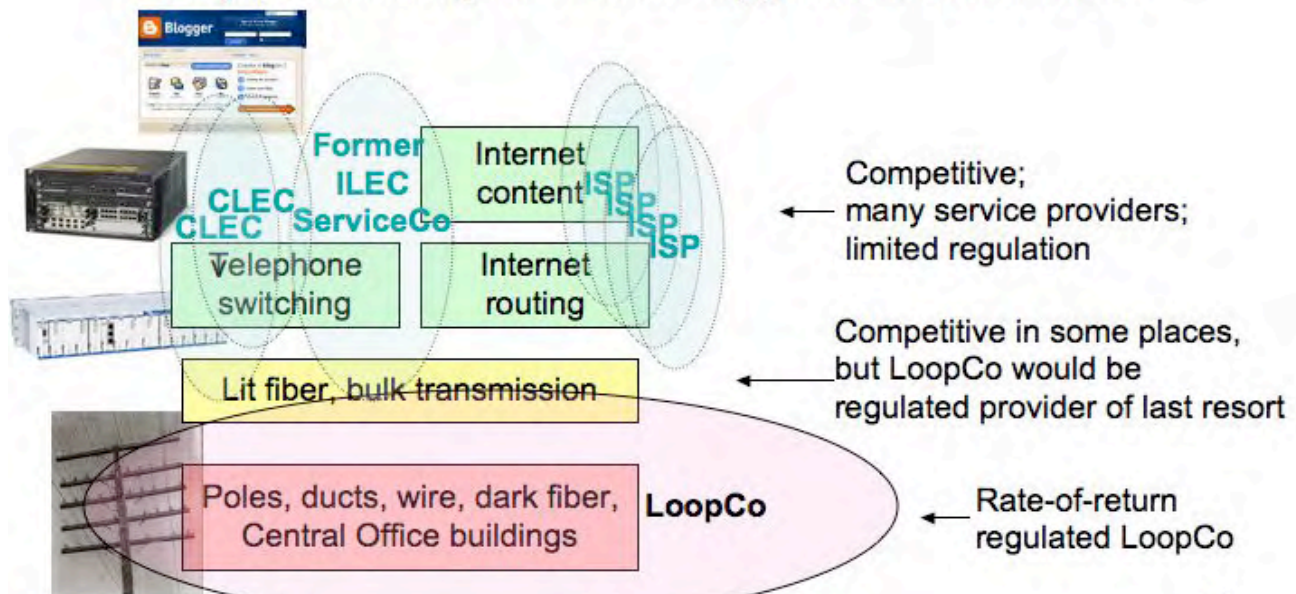 Blogger
Former
ILEC
ServiceCo
CLEC
CLEC
Internet
content
ISP
ISP
ISP
ISP
Telephone
switching
Internet
routing
Competitive;
many service providers;
limited regulation
Lit fiber, bulk transmission
Competitive in some places,
but LoopCo would be
regulated provider of last resort
Poles, ducts, wire, dark fiber,
Central Office buildings
LoopCo
Rate-of-return
regulated LoopCo